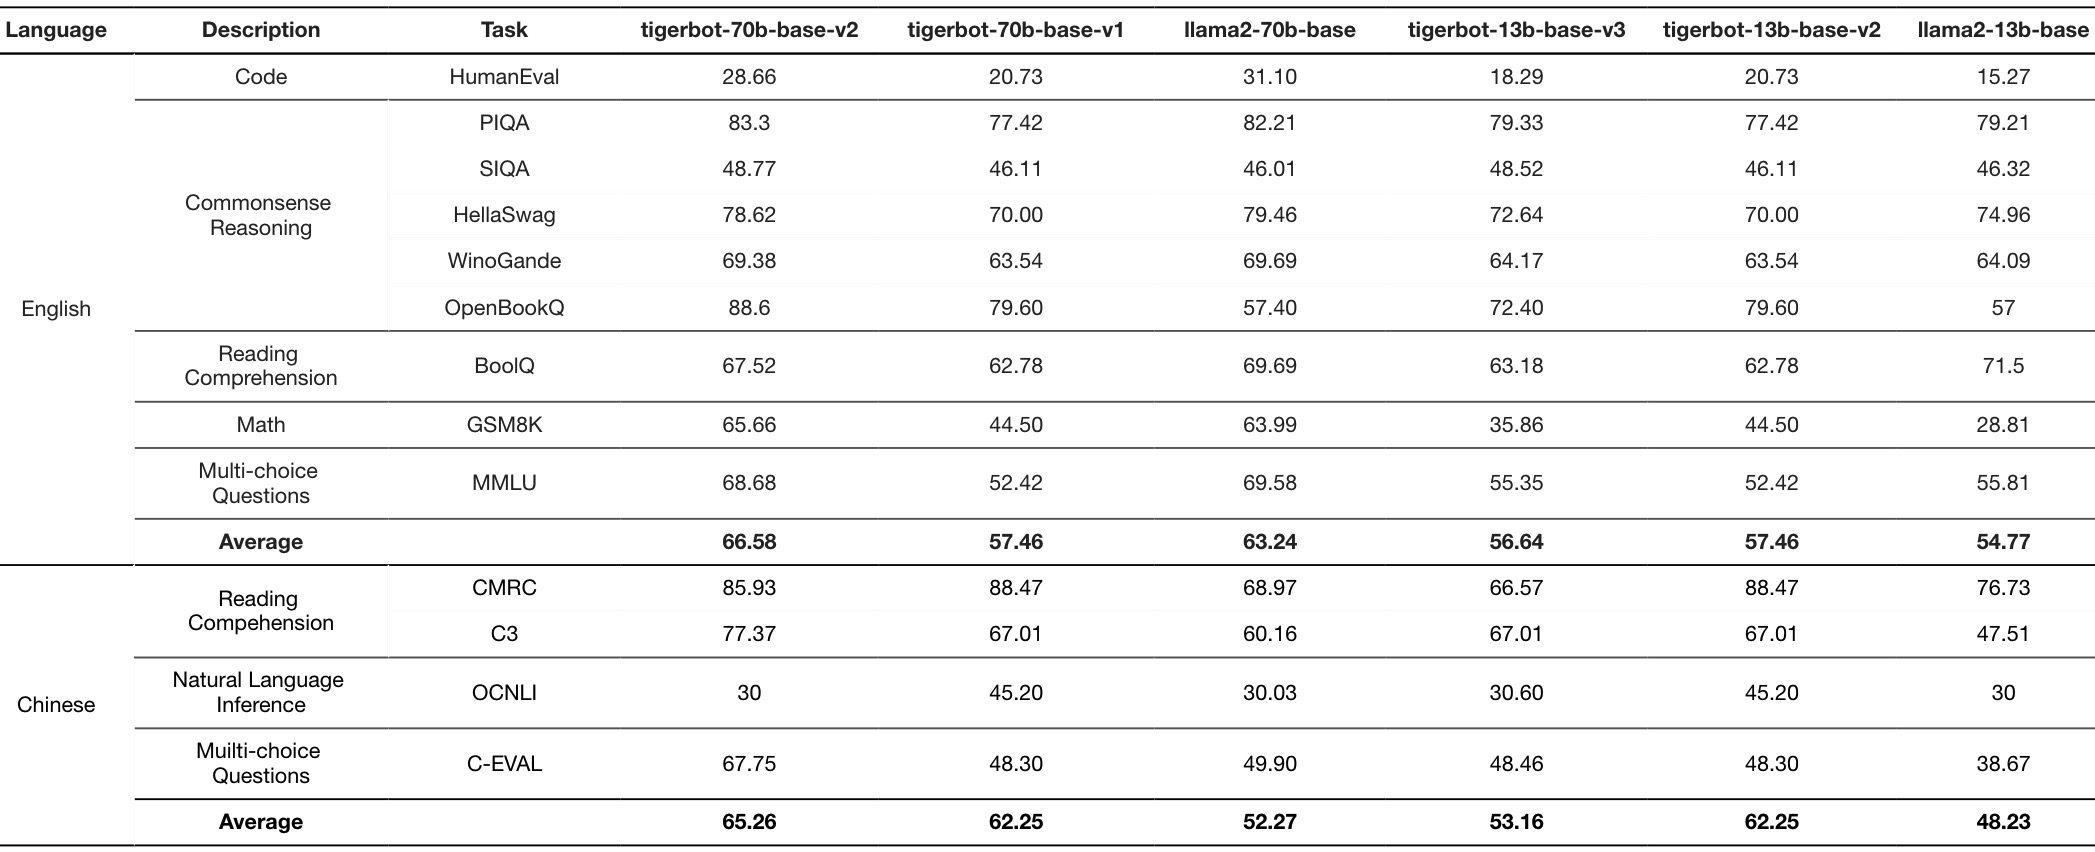 Language Description Task tigerbot-70b-base-v2 tigerbot-70b-base-v1 llama2-70b-base tigerbot-13b-base-v3 tigerbot-13b-base-v2 llama2-13b-base
English
Code HumanEval 28.66 20.73 31.10 18.29 20.73 15.27
Commonsense
Reasoning
PIQA 83.3 77.42 82.21 79.33 77.42 79.21
SIQA 48.77 46.11 46.01 48.52 46.11 46.32
HellaSwag 78.62 70.00 79.46 72.64 70.00 74.96
WinoGande 69.38 63.54 69.69 64.17 63.54 64.09
OpenBookQ 88.6 79.60 57.40 72.40 79.60 57
Reading
Comprehension
BoolQ 67.52 62.78 69.69 63.18 62.78 71.5
Math GSM8K 65.66 44.50 63.99 35.86 44.50 28.81
Multi-choice
Questions
MMLU 68.68 52.42 69.58 55.35 52.42 55.81
Average 66.58 57.46 63.24 56.64 57.46 54.77
Chinese
Reading
Compehension
CMRC 85.93 88.47 68.97 66.57 88.47 76.73
C3 77.37 67.01 60.16 67.01 67.01 47.51
Natural Language
Inference
OCNLI 30 45.20 30.03 30.60 45.20 30
Muilti-choice
Questions
C-EVAL 67.75 48.30 49.90 48.46 48.30 38.67
Average 65.26 62.25 52.27 53.16 62.25 48.23